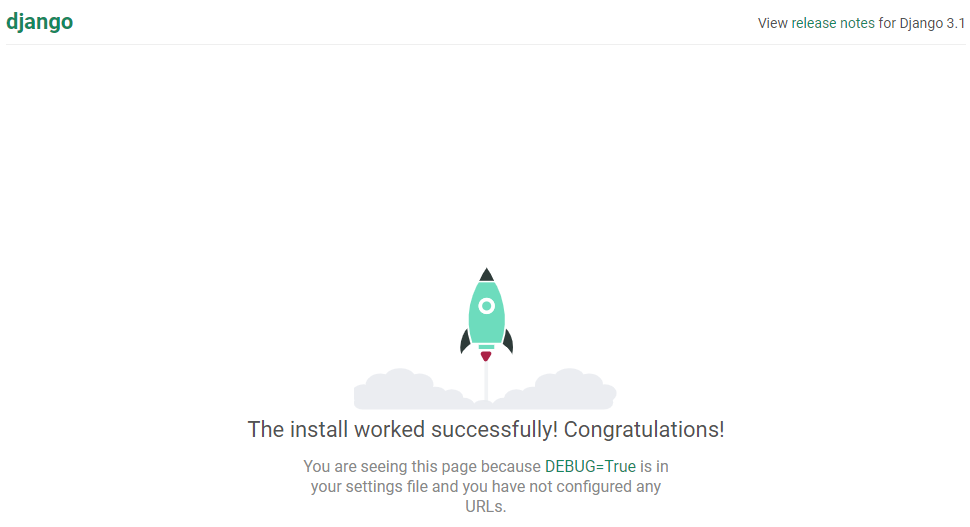 django
View release notes for Django 3.1
The install worked successfully! Congratulations!
You are seeing this page because DEBUG=True is in
your settings file and you have not configured any
URLs.